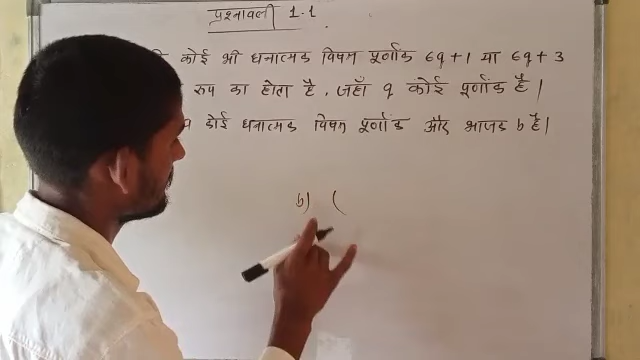 प्रश्नावली 1.1
कोई भी धनात्मक विषम पूर्णांक 6q+1 या 6q+3
रूप का होता है, जहाँ q कोई पूर्णांक है।
कोई धनात्मक विषम पूर्णांक और भाजक b है।
b) (